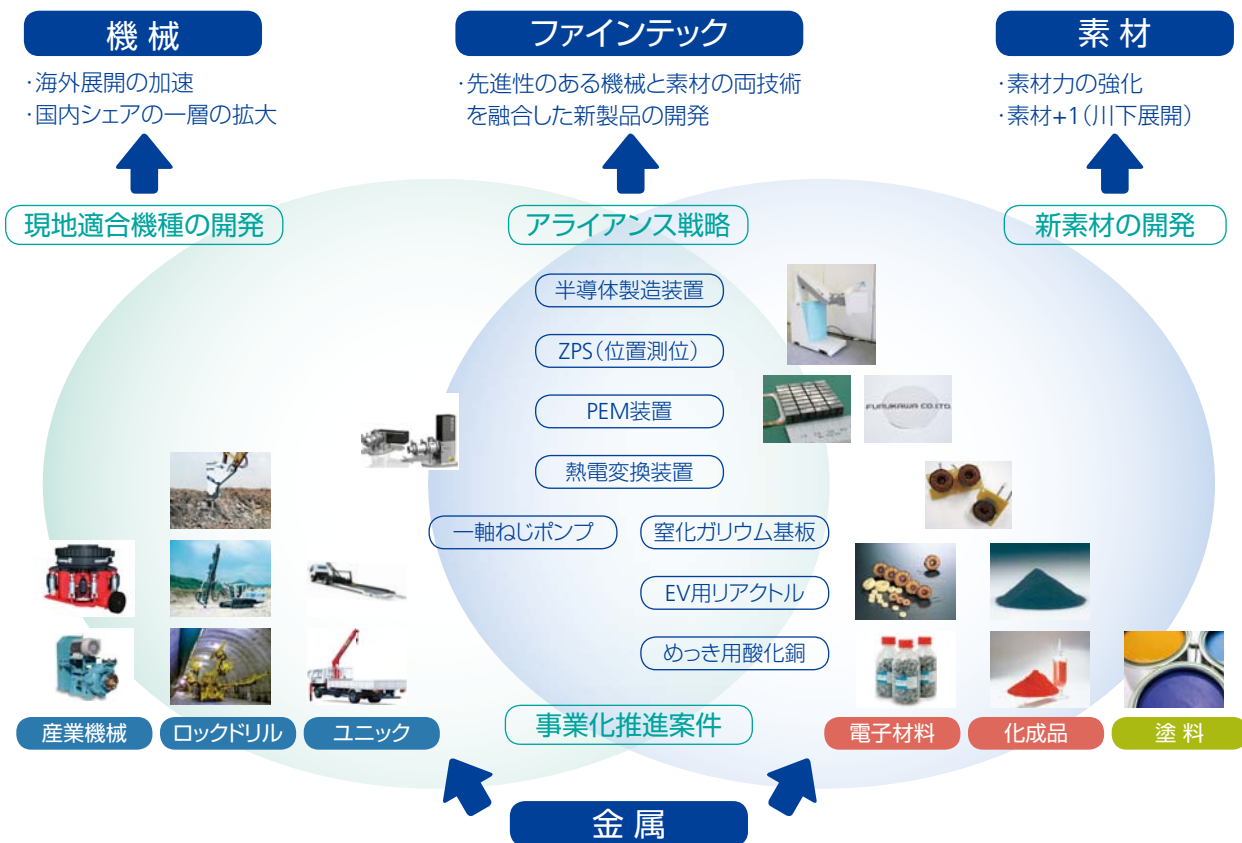 機械
ファインテック
素材
・海外展開の加速
・国内シェアの一層の拡大
・先進性のある機械と素材の両技術
を融合した新製品の開発
・素材力の強化
・素材+1（川下展開）
現地適合機種の開発
アライアンス戦略
新素材の開発
半導体製造装置
ZPS（位置測位）
PEM装置
FURUKAWA CO.,LTD.
熱電変換装置
一軸ねじポンプ
窒化ガリウム基板
EV用リアクトル
めっき用酸化銅
事業化推進案件
産業機械
ロックドリル
ユニック
電子材料
化成品
塗料
金属